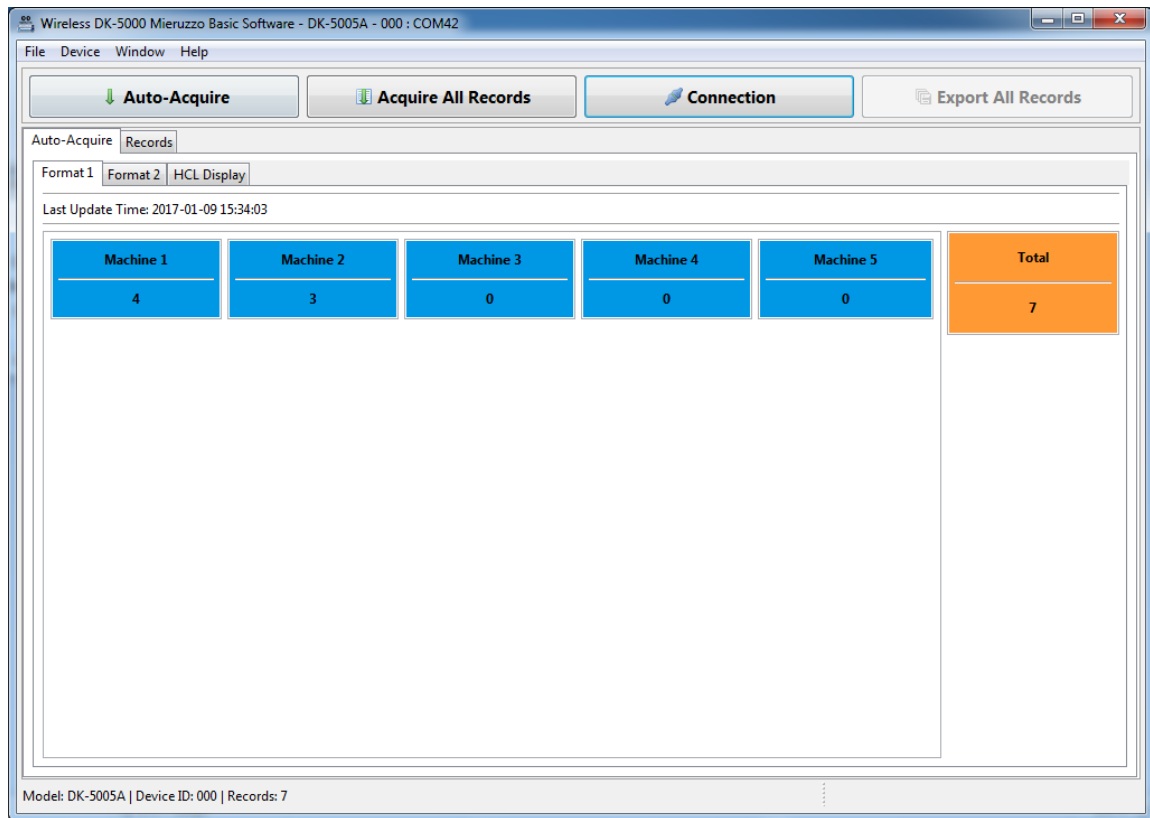 Wireless DK-5000 Mieruzzo Basic Software - DK-5005A - 000 : COM42
File Device Window Help
Auto-Acquire Acquire All Records Connection Export All Records
Auto-Acquire Records
Format 1 Format 2 HCL Display
Last Update Time: 2017-01-09 15:34:03
Machine 1 Machine 2 Machine 3 Machine 4 Machine 5 Total
4 3 0 0 0 7
Model: DK-5005A | Device ID: 000 | Records: 7